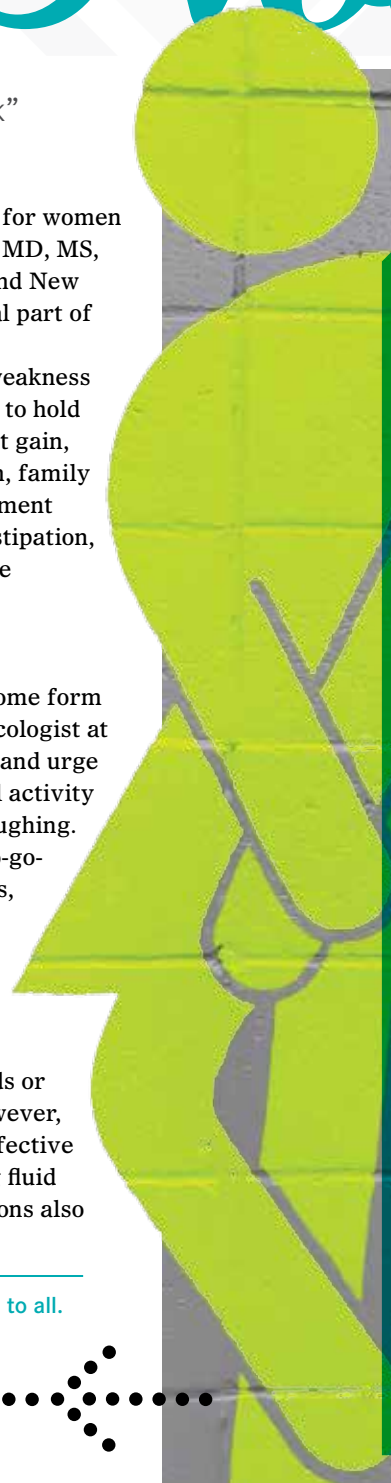 k”
for women
MD, MS,
nd New
l part of
weakness
to hold
t gain,
n, family
ment
stipation,
e
ome form
cologist at
and urge
l activity
ughing.
-go-
s,
ls or
wever,
fective
fluid
ons also
to all.